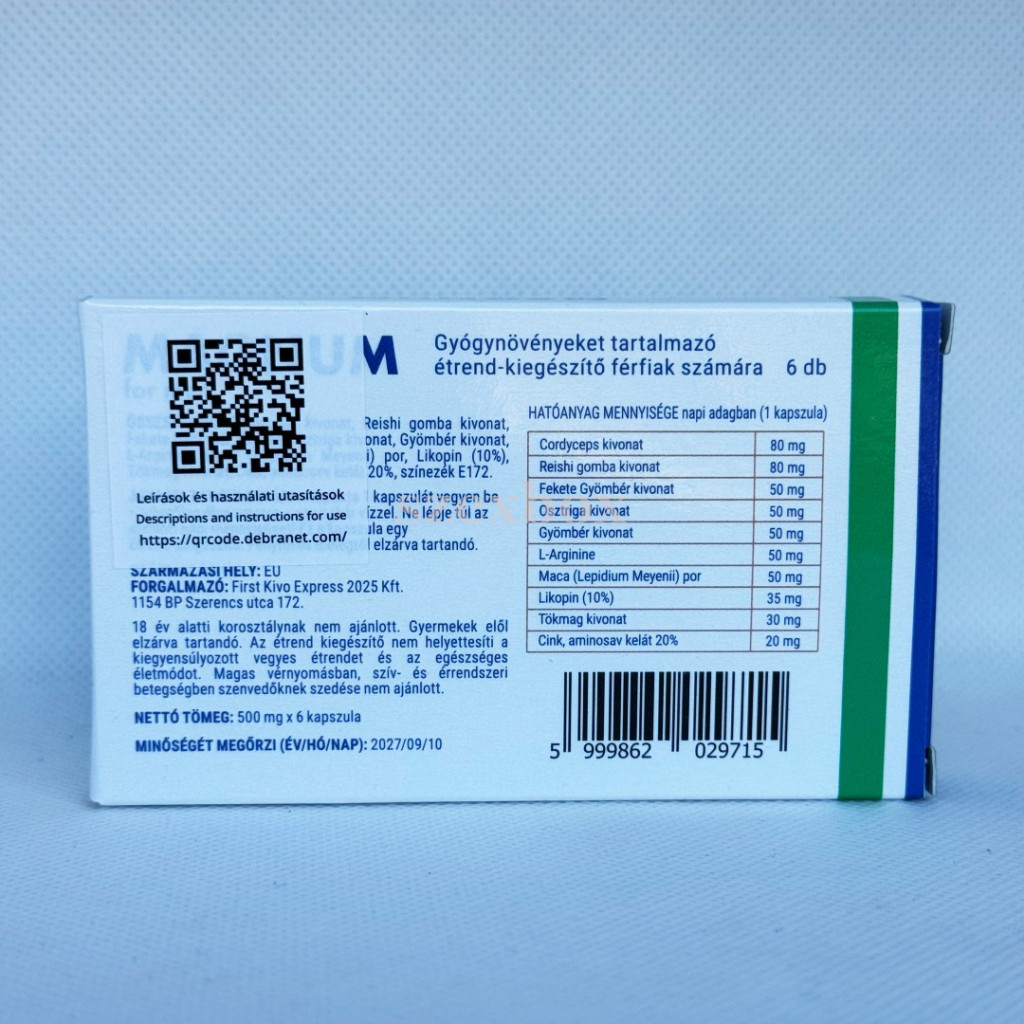 M
Gyógynövényeket tartalmazó
étrend-kiegészítő férfiak számára 6 db
Leírások és használati utasítások
Descriptions and instructions for use
https://qrcode.debranet.com/
Reishi gomba kivonat,
Gyömbér kivonat,
por, Likopin (10%),
20%, színezék E172.
kapszulát vegyen be
Ne lépje túl az
egy
elzárva tartandó.
SZÁRMAZÁSI HELY: EU
FORGALMAZÓ: First Kivo Express 2025 Kft.
1154 BP Szerencs utca 172.
18 év alatti korosztálynak nem ajánlott. Gyermekek elől
elzárva tartandó. Az étrend kiegészítő nem helyettesíti a
kiegyensúlyozott vegyes étrendet és az egészséges
életmódot. Magas vérnyomásban, szív- és érrendszeri
betegségben szenvedőknek szedése nem ajánlott.
NETTÓ TÖMEG: 500 mg x 6 kapszula
MINŐSÉGÉT MEGŐRZI (ÉV/HÓ/NAP): 2027/09/10
HATÓANYAG MENNYISÉGE napi adagban (1 kapszula)
Cordyceps kivonat 80 mg
Reishi gomba kivonat 80 mg
Fekete Gyömbér kivonat 50 mg
Osztriga kivonat 50 mg
Gyömbér kivonat 50 mg
L-Arginine 50 mg
Maca (Lepidium Meyenii) por 50 mg
Likopin (10%) 35 mg
Tökmag kivonat 30 mg
Cink, aminosav kelát 20% 20 mg
5 999862 029715